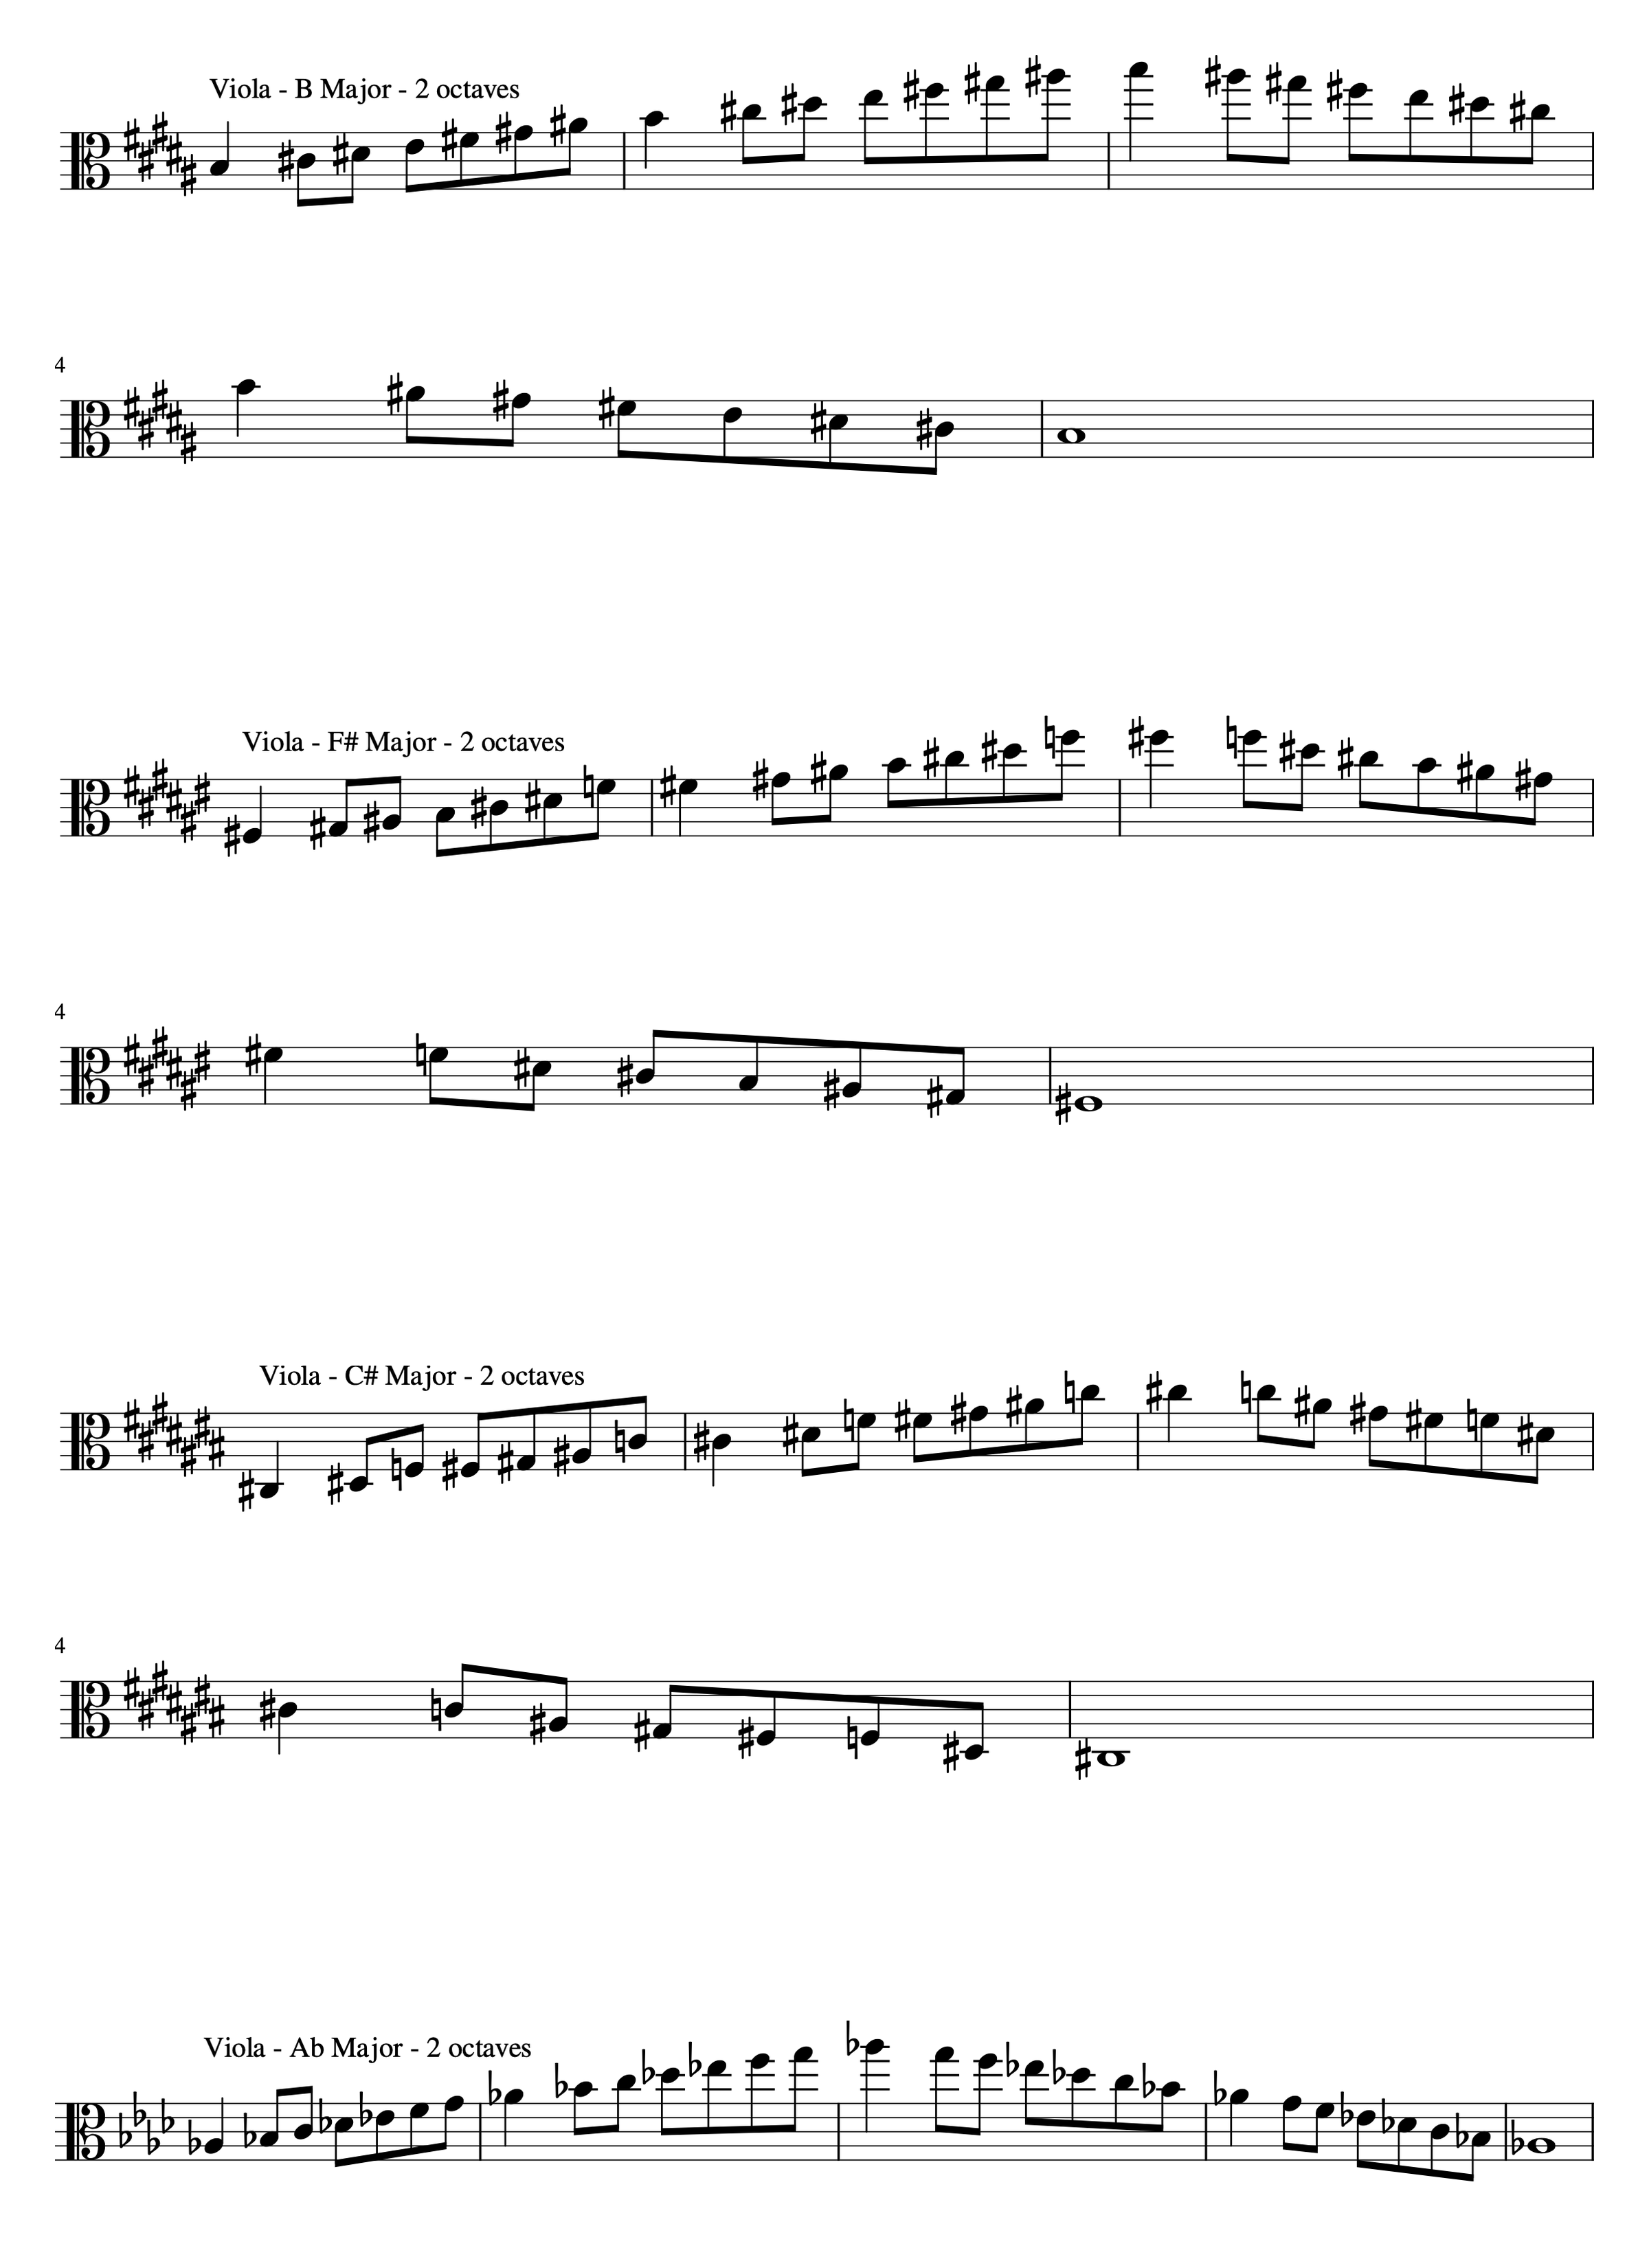 Viola - B Major - 2 octaves
4
Viola - F# Major - 2 octaves
4
Viola - C# Major - 2 octaves
4
Viola - Ab Major - 2 octaves